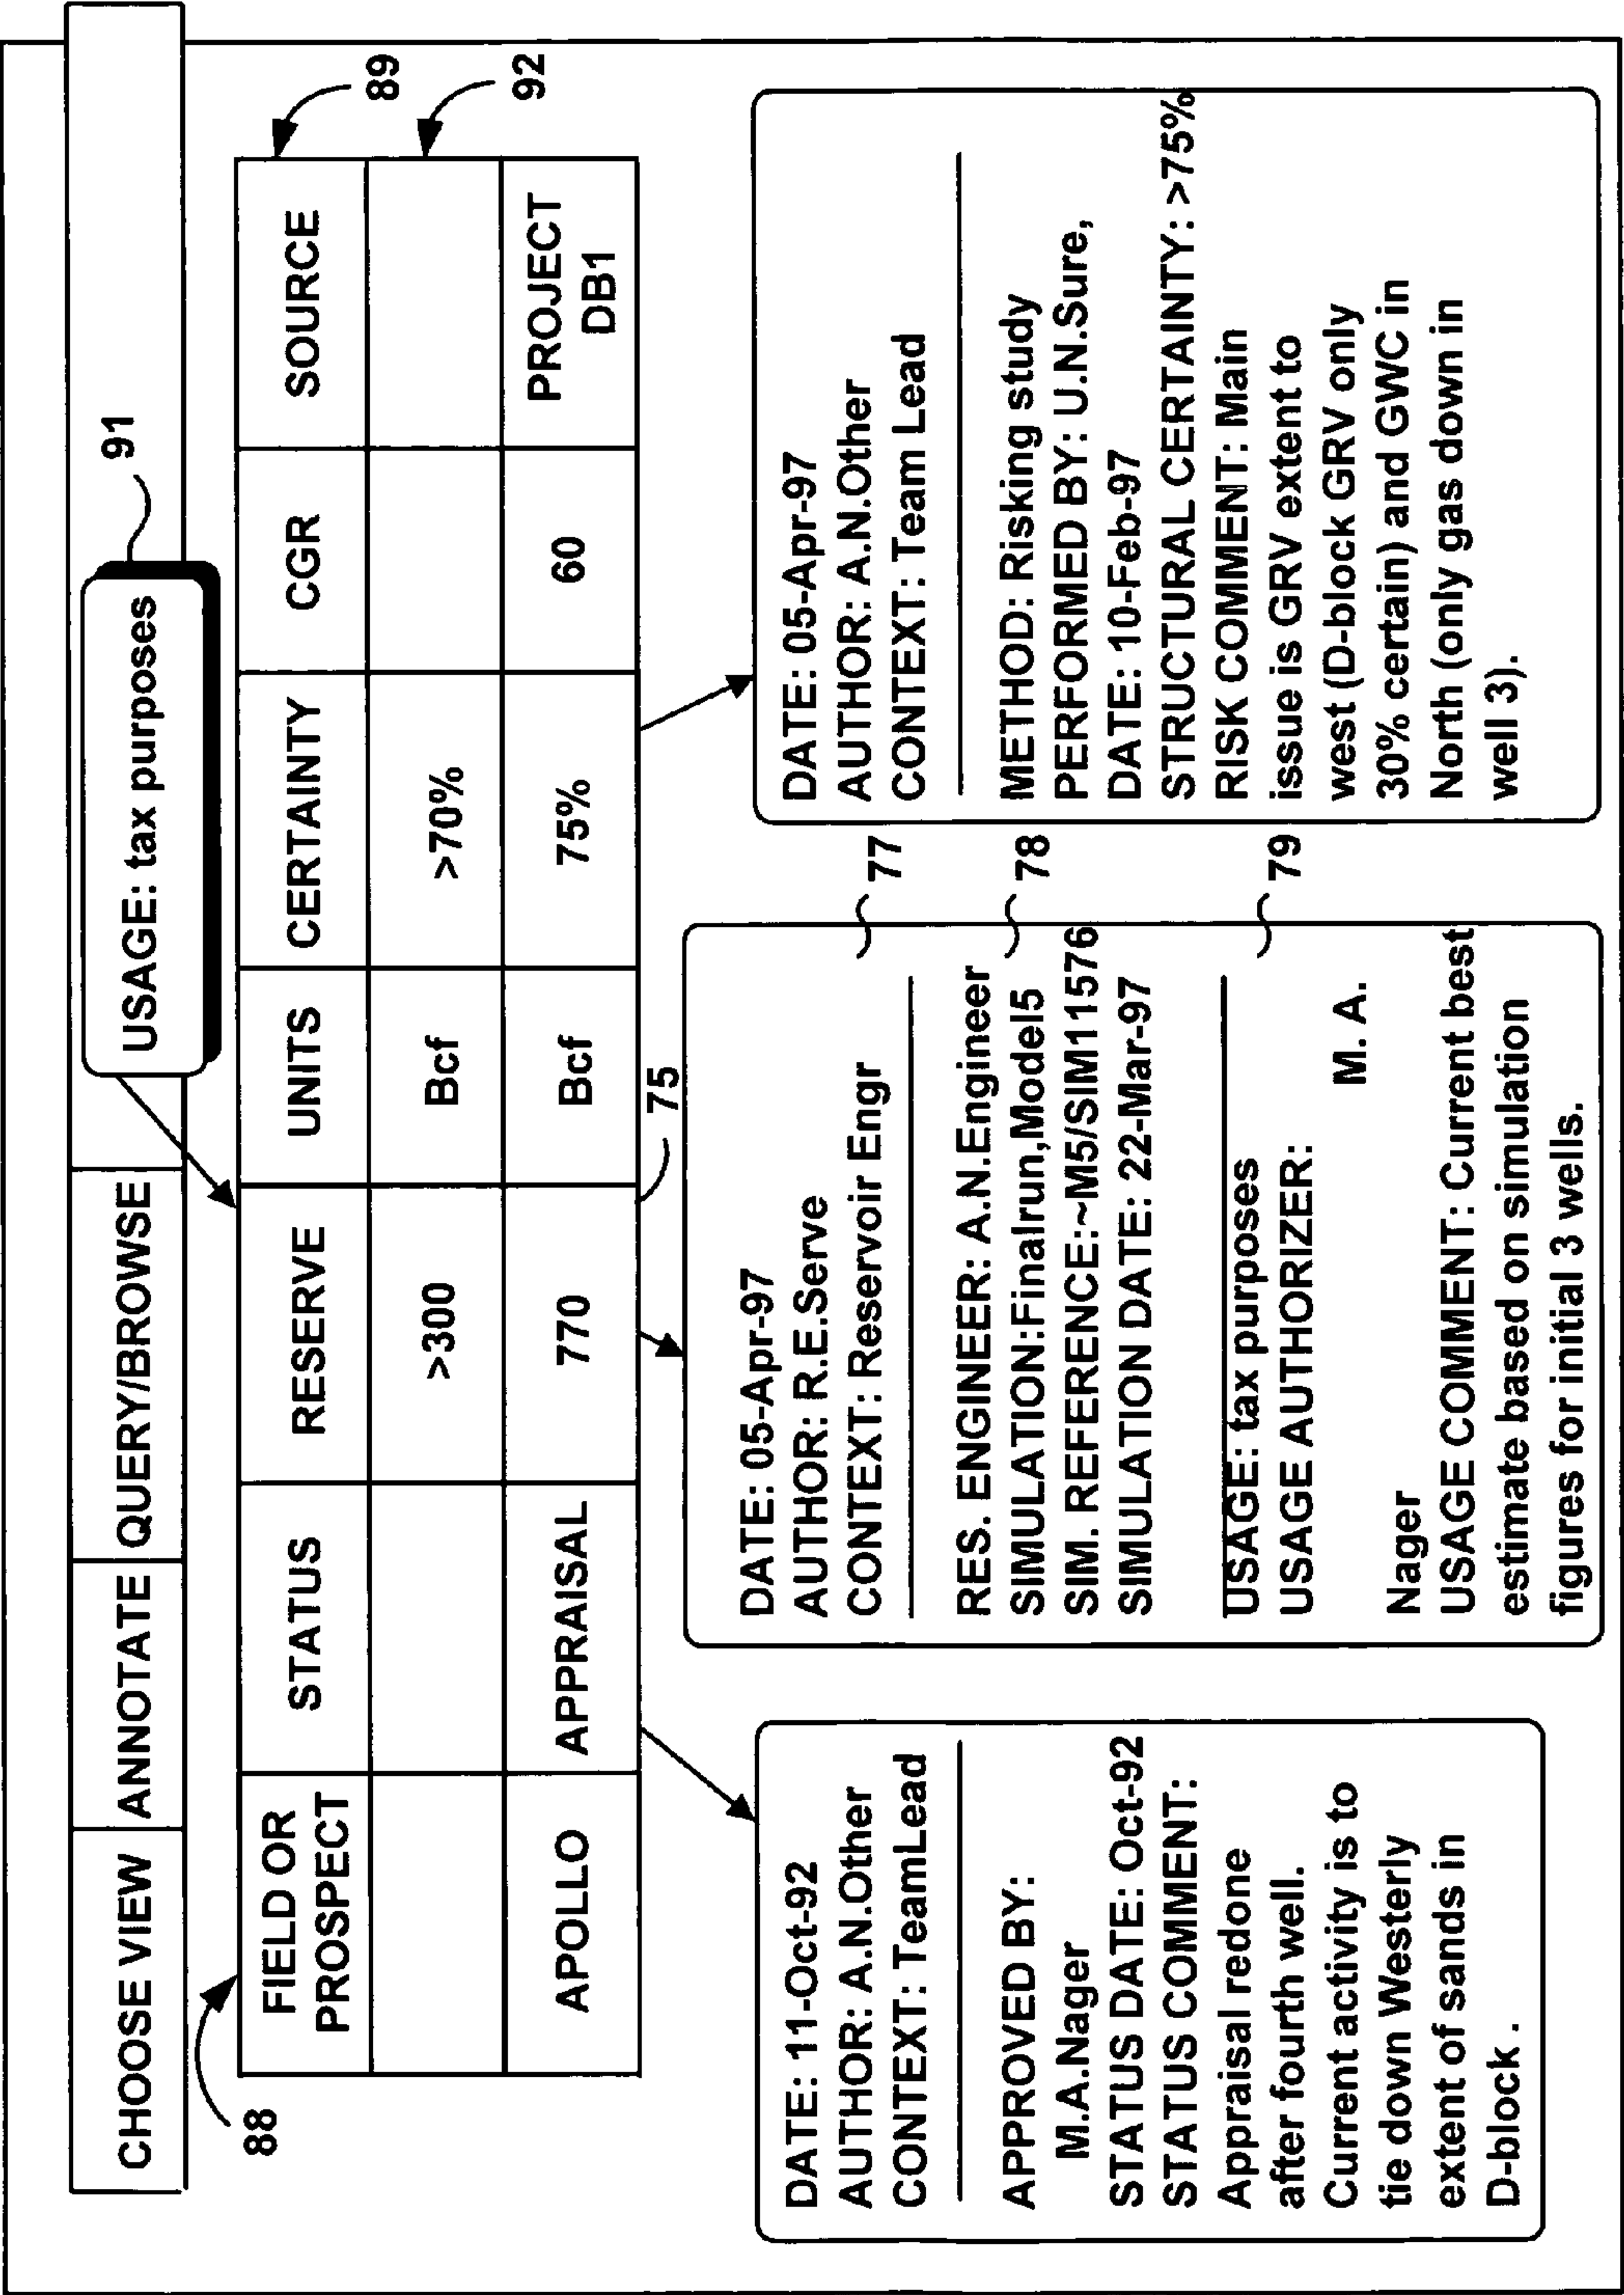 CHOOSE VIEW ANNOTATE QUERY/BROWSE
USAGE: tax purposes
91
88
89
92
FIELD OR PROSPECT STATUS RESERVE UNITS CERTAINTY CGR SOURCE
>300 Bcf >70%
APOLLO APPRAISAL 770 Bcf 75% 60 PROJECT DB1
75
DATE: 11-Oct-92
AUTHOR: A.N.Other
CONTEXT: TeamLead
APPROVED BY:
M.A.Nager
STATUS DATE: Oct-92
STATUS COMMENT:
Appraisal redone
after fourth well.
Current activity is to
tie down Westerly
extent of sands in
D-block .
DATE: 05-Apr-97
AUTHOR: R.E.Serve
CONTEXT: Reservoir Engr
77
RES. ENGINEER: A.N.Engineer
SIMULATION:Finalrun,Model5
78
SIM. REFERENCE:~M5/SIM11576
SIMULATION DATE: 22-Mar-97
USAGE: tax purposes
79
USAGE AUTHORIZER:
M. A.
Nager
USAGE COMMENT: Current best
estimate based on simulation
figures for initial 3 wells.
DATE: 05-Apr-97
AUTHOR: A.N.Other
CONTEXT: Team Lead
METHOD: Risking study
PERFORMED BY: U.N.Sure,
DATE: 10-Feb-97
STRUCTURAL CERTAINTY: >75%
RISK COMMENT: Main
issue is GRV extent to
west (D-block GRV only
30% certain) and GWC in
North (only gas down in
well 3).